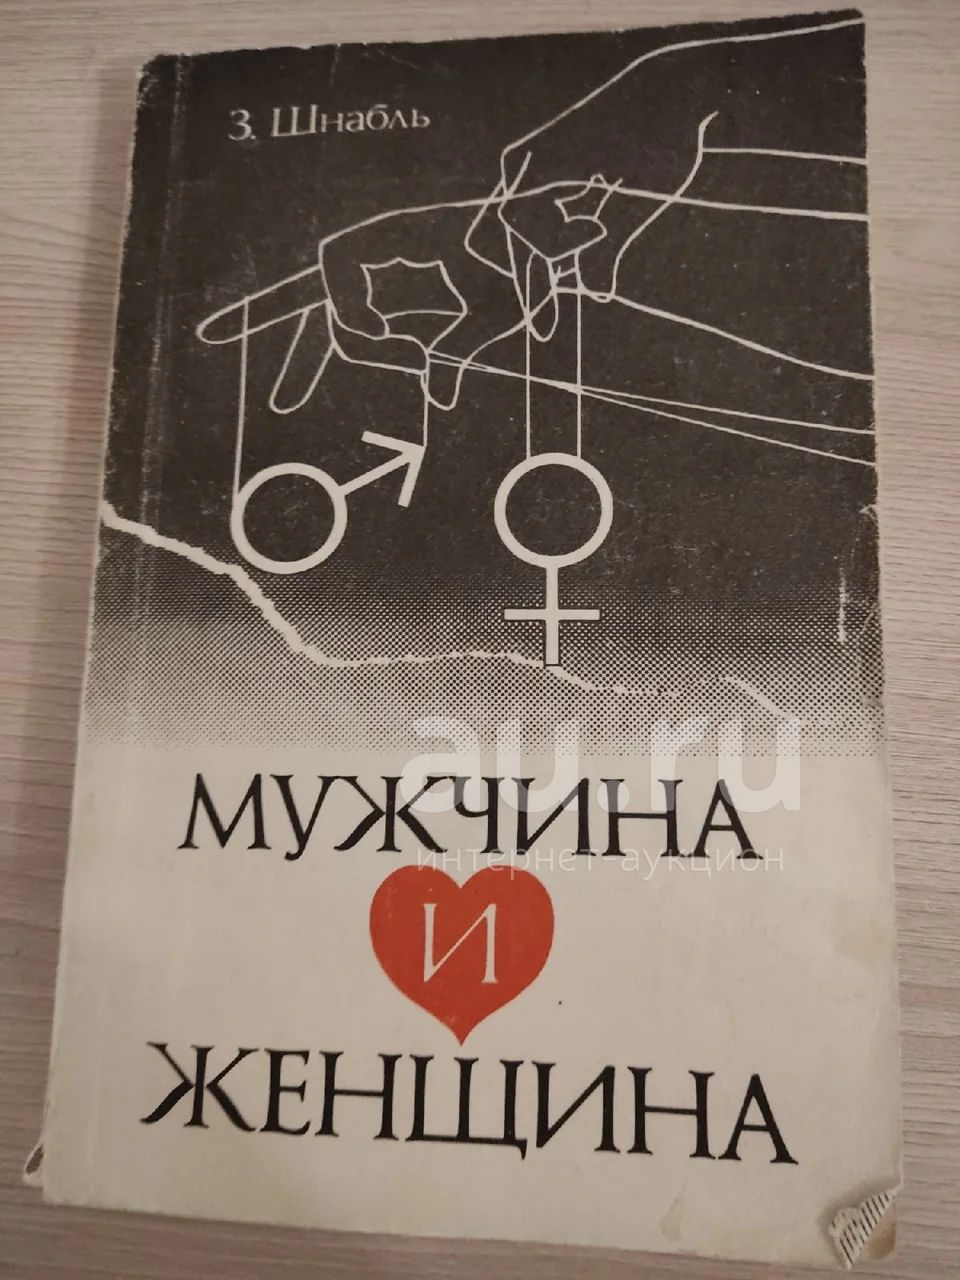 З. Шнабль
au.ru
МУЖЧИНА
интернет-аукцион
И
ЖЕНЩИНА